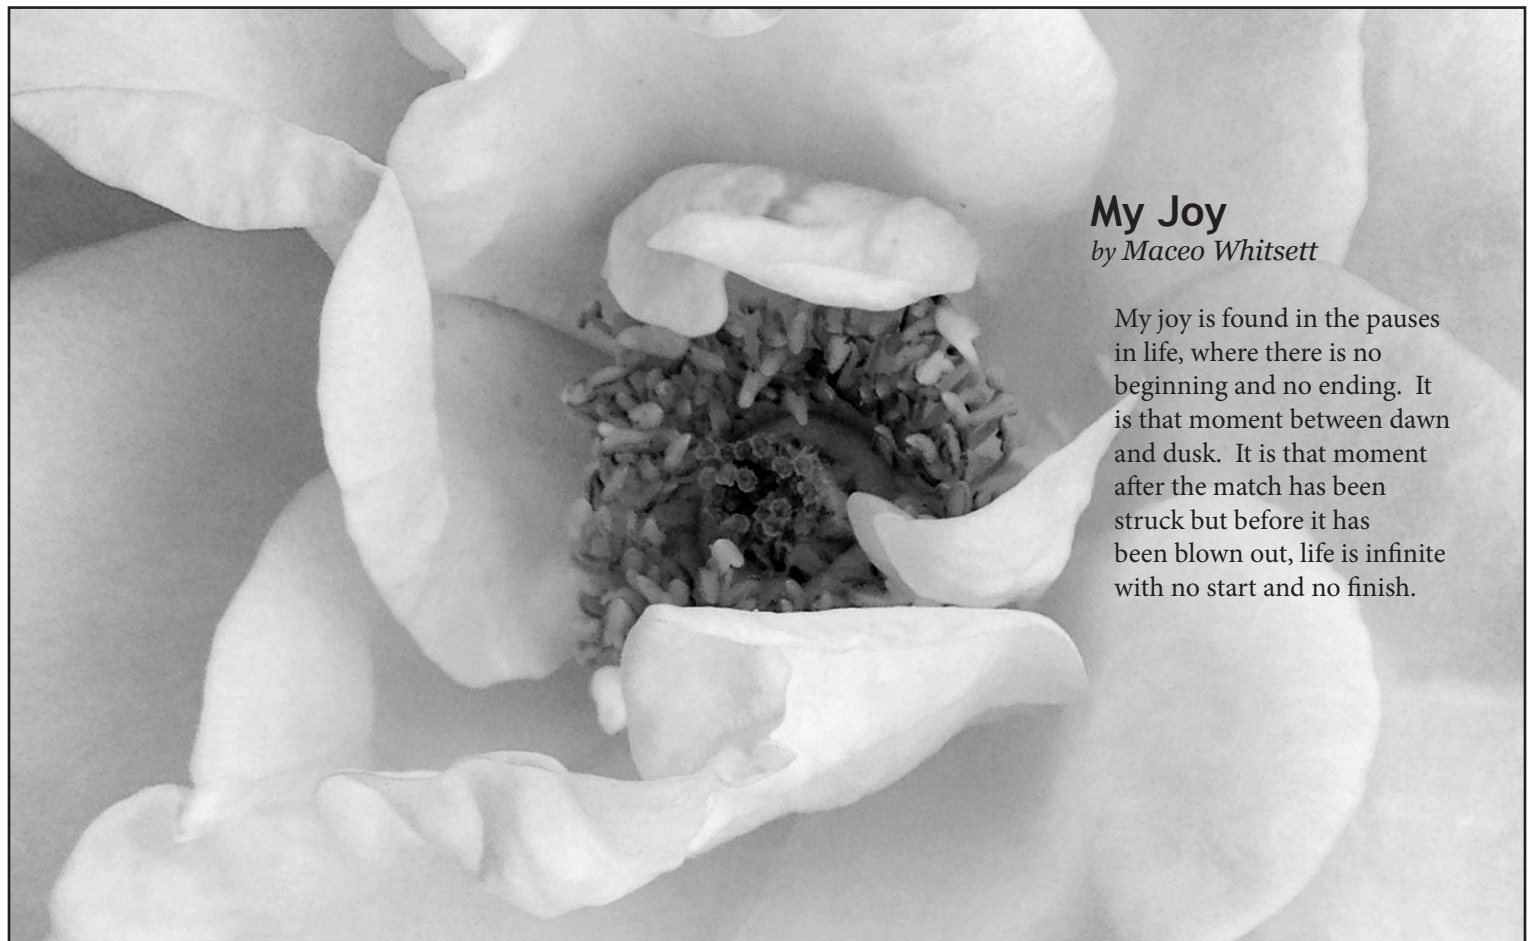 My Joy
by Maceo Whitsett
My joy is found in the pauses
in life, where there is no
beginning and no ending.  It
is that moment between dawn
and dusk.  It is that moment
after the match has been
struck but before it has
been blown out, life is infinite
with no start and no finish.